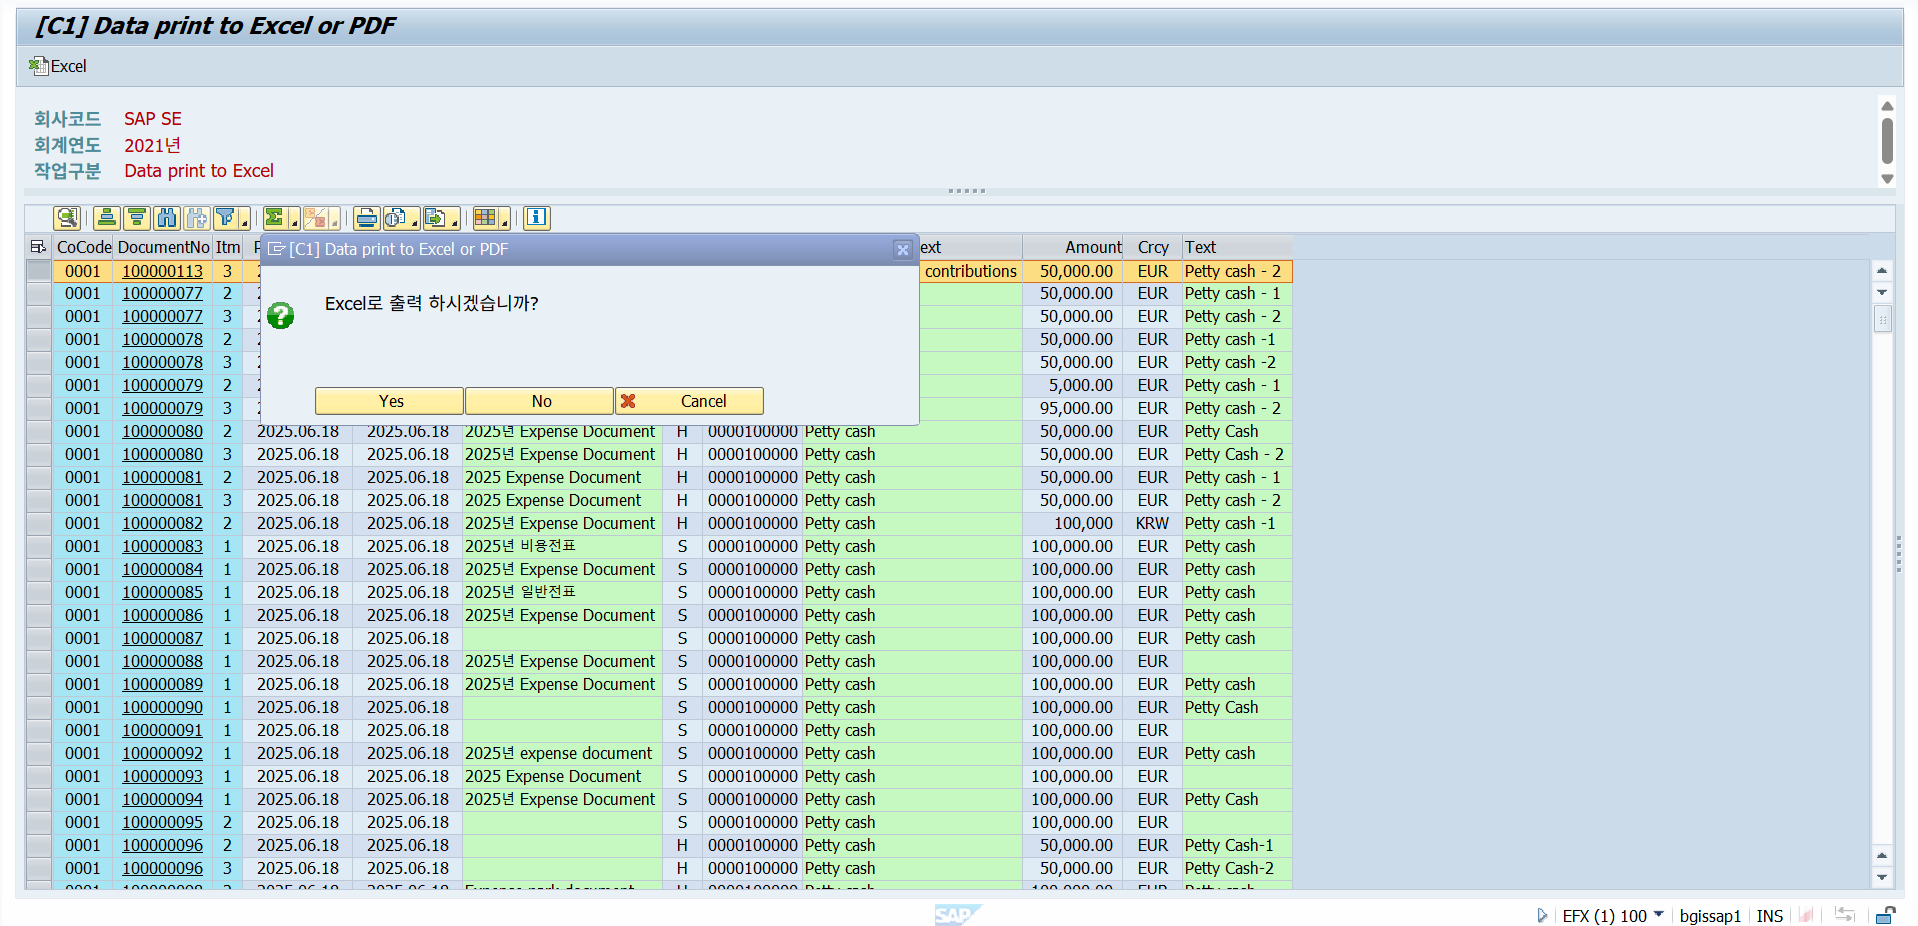 [C1] Data print to Excel or PDF
Excel
회사코드 SAP SE
회계연도 2021년
작업구분 Data print to Excel
CoCode DocumentNo Itm ext Amount Crcy Text
[C1] Data print to Excel or PDF
Excel로 출력 하시겠습니까?
Yes No Cancel
0001 100000113 3 contributions 50,000.00 EUR Petty cash - 2
0001 100000077 2 50,000.00 EUR Petty cash - 1
0001 100000077 3 50,000.00 EUR Petty cash - 2
0001 100000078 2 50,000.00 EUR Petty cash -1
0001 100000078 3 50,000.00 EUR Petty cash -2
0001 100000079 2 5,000.00 EUR Petty cash - 1
0001 100000079 3 95,000.00 EUR Petty cash - 2
0001 100000080 2 2025.06.18 2025.06.18 2025년 Expense Document H 0000100000 Petty cash 50,000.00 EUR Petty Cash
0001 100000080 3 2025.06.18 2025.06.18 2025년 Expense Document H 0000100000 Petty cash 50,000.00 EUR Petty Cash - 2
0001 100000081 2 2025.06.18 2025.06.18 2025 Expense Document H 0000100000 Petty cash 50,000.00 EUR Petty cash - 1
0001 100000081 3 2025.06.18 2025.06.18 2025 Expense Document H 0000100000 Petty cash 50,000.00 EUR Petty cash - 2
0001 100000082 2 2025.06.18 2025.06.18 2025년 Expense Document H 0000100000 Petty cash 100,000 KRW Petty cash -1
0001 100000083 1 2025.06.18 2025.06.18 2025년 비용전표 S 0000100000 Petty cash 100,000.00 EUR Petty cash
0001 100000084 1 2025.06.18 2025.06.18 2025년 Expense Document S 0000100000 Petty cash 100,000.00 EUR Petty cash
0001 100000085 1 2025.06.18 2025.06.18 2025년 일반전표 S 0000100000 Petty cash 100,000.00 EUR Petty cash
0001 100000086 1 2025.06.18 2025.06.18 2025년 Expense Document S 0000100000 Petty cash 100,000.00 EUR Petty cash
0001 100000087 1 2025.06.18 2025.06.18 S 0000100000 Petty cash 100,000.00 EUR Petty cash
0001 100000088 1 2025.06.18 2025.06.18 2025년 Expense Document S 0000100000 Petty cash 100,000.00 EUR
0001 100000089 1 2025.06.18 2025.06.18 2025년 Expense Document S 0000100000 Petty cash 100,000.00 EUR Petty cash
0001 100000090 1 2025.06.18 2025.06.18 S 0000100000 Petty cash 100,000.00 EUR Petty Cash
0001 100000091 1 2025.06.18 2025.06.18 S 0000100000 Petty cash 100,000.00 EUR
0001 100000092 1 2025.06.18 2025.06.18 2025년 expense document S 0000100000 Petty cash 100,000.00 EUR Petty cash
0001 100000093 1 2025.06.18 2025.06.18 2025 Expense Document S 0000100000 Petty cash 100,000.00 EUR
0001 100000094 1 2025.06.18 2025.06.18 2025년 Expense Document S 0000100000 Petty cash 100,000.00 EUR Petty Cash
0001 100000095 2 2025.06.18 2025.06.18 S 0000100000 Petty cash 100,000.00 EUR
0001 100000096 2 2025.06.18 2025.06.18 H 0000100000 Petty cash 50,000.00 EUR Petty Cash-1
0001 100000096 3 2025.06.18 2025.06.18 H 0000100000 Petty cash 50,000.00 EUR Petty Cash-2
SAP EFX (1) 100 bgissap1 INS